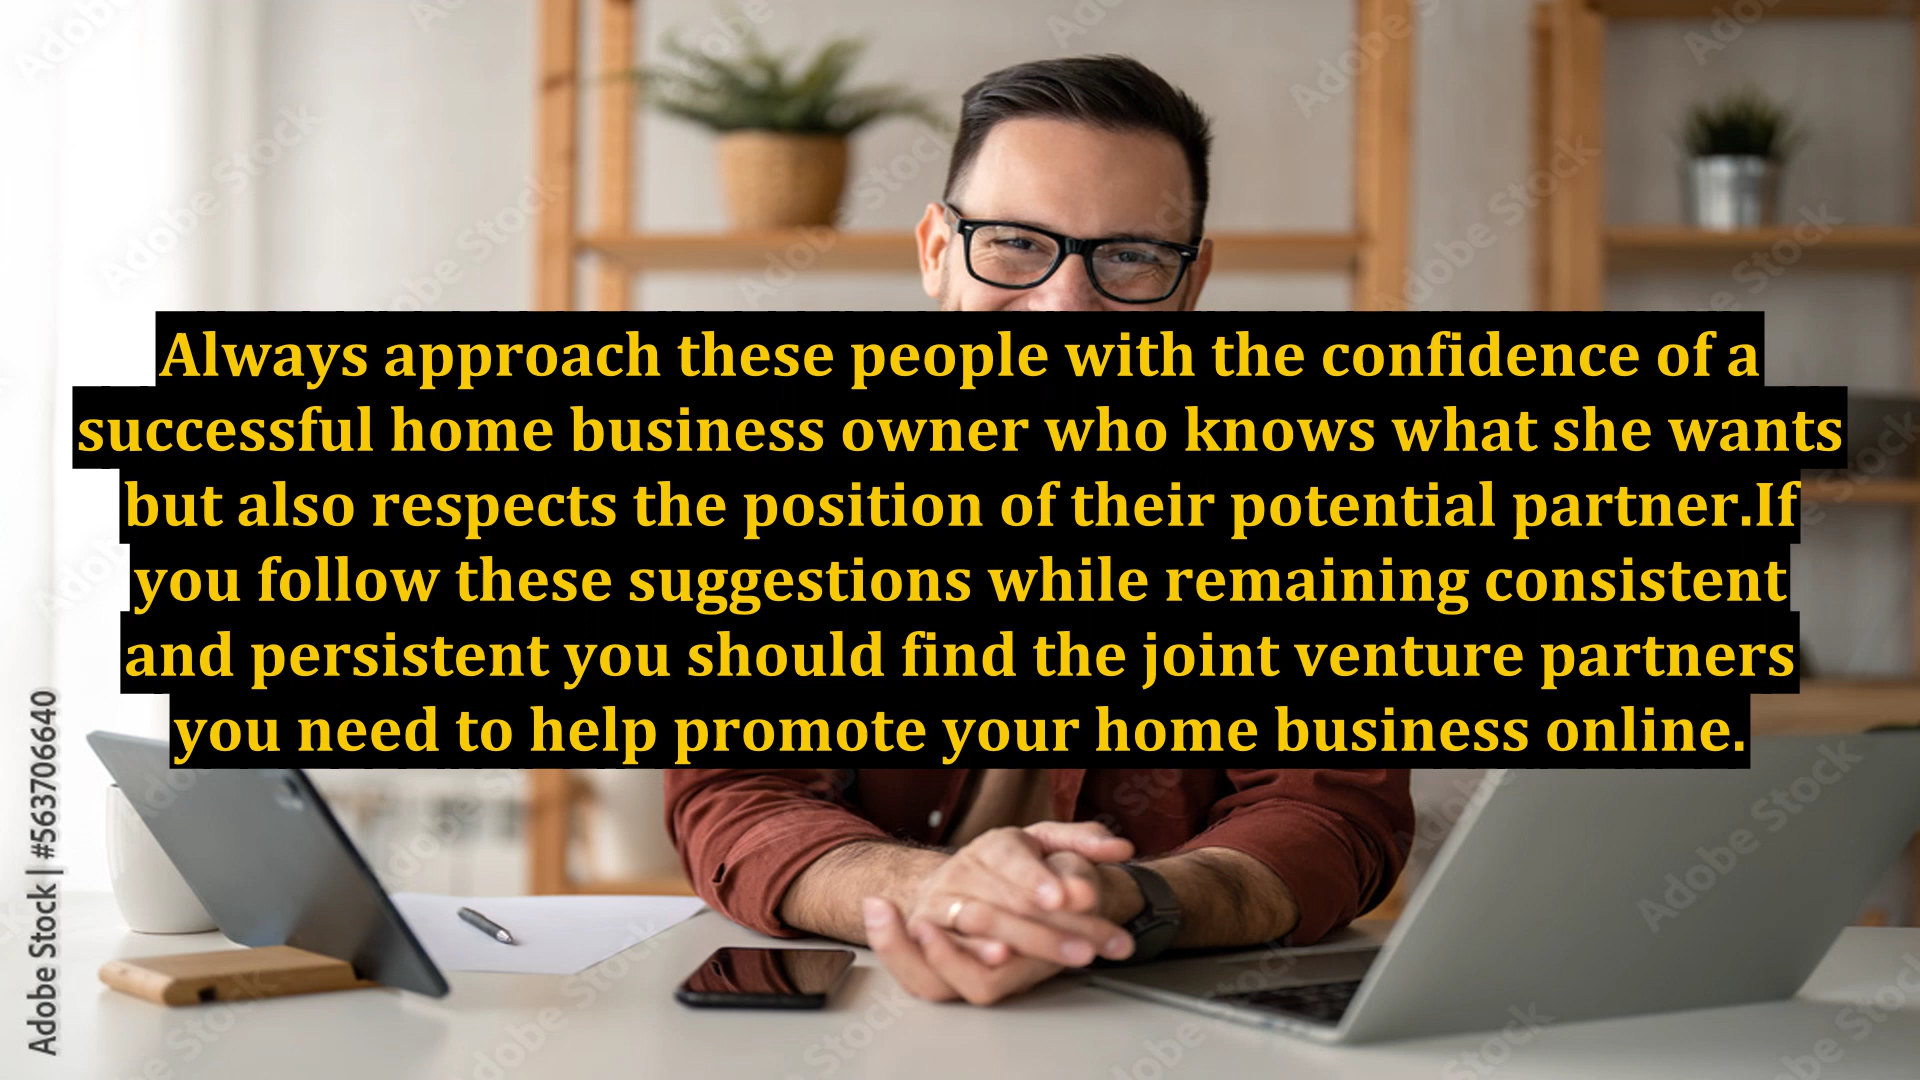 Always approach these people with the confidence of a
successful home business owner who knows what she wants
but also respects the position of their potential partner.If
you follow these suggestions while remaining consistent
and persistent you should find the joint venture partners
you need to help promote your home business online.
Adobe Stock | #563706640
Adobe Stock